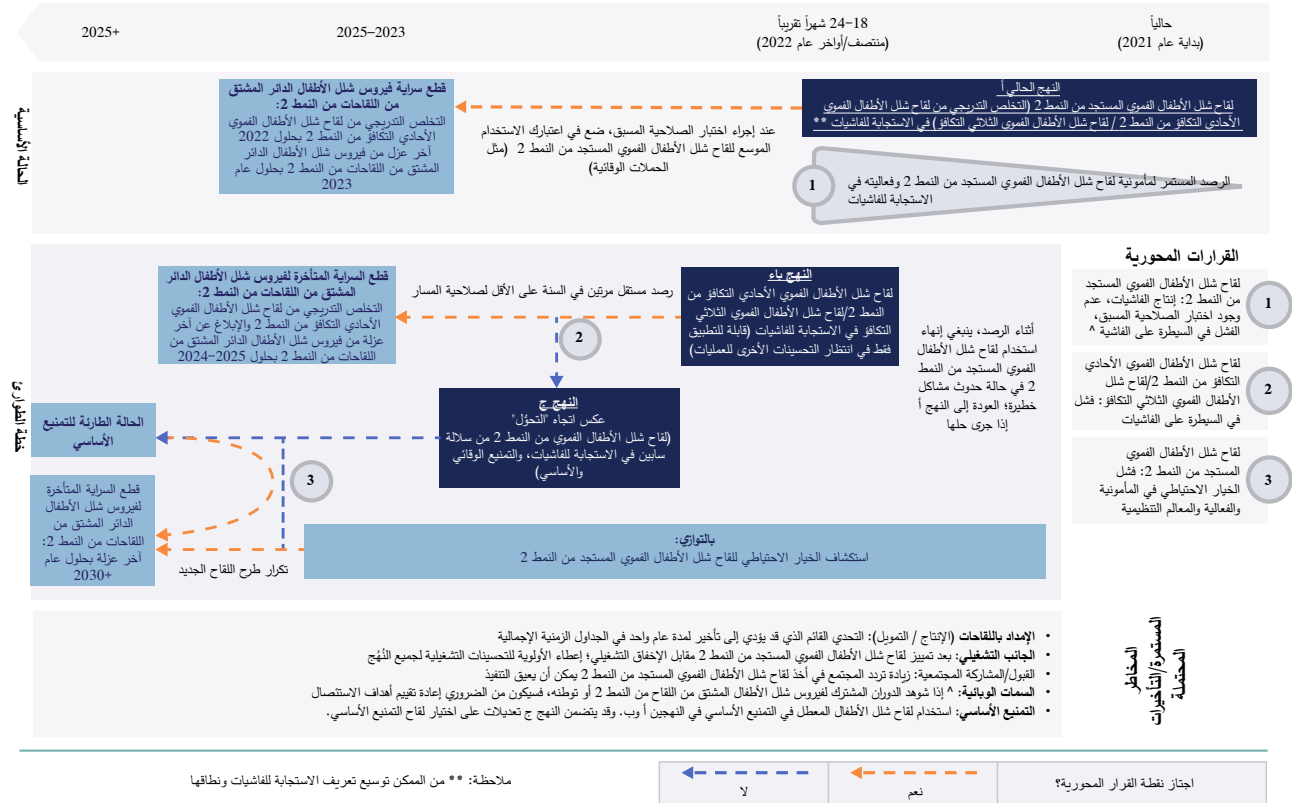 حالياً
(بداية عام 2021)
18–24 شهراً تقريباً
(منتصف/أواخر عام 2022)
2023–2025
2025+
الحالة الأساسية
النهج الحالي أ
لقاح شلل الأطفال الفموي المستجد من النمط 2 (التخلص التدريجي من لقاح شلل الأطفال الفموي
الأحادي التكافؤ من النمط 2 / لقاح شلل الأطفال الفموي الثلاثي التكافؤ) في الاستجابة للفاشيات **
عند إجراء اختبار الصلاحية المسبق، ضع في اعتبارك الاستخدام
الموسع للقاح شلل الأطفال الفموي المستجد من النمط 2 (مثل
الحملات الوقائية)
قطع سراية فيروس شلل الأطفال الدائر المشتق
من اللقاحات من النمط 2:
التخلص التدريجي من لقاح شلل الأطفال الفموي
الأحادي التكافؤ من النمط 2 بحلول 2022
آخر عزل من فيروس شلل الأطفال الدائر
المشتق من اللقاحات من النمط 2 بحلول عام
2023
الرصد المستمر لمأمونية لقاح شلل الأطفال الفموي المستجد من النمط 2 وفعاليته في
الاستجابة للفاشيات
1
القرارات المحورية
لقاح شلل الأطفال الفموي المستجد
من النمط 2: إنتاج الفاشيات، عدم
وجود اختبار الصلاحية المسبق،
الفشل في السيطرة على الفاشية ^
1
لقاح شلل الأطفال الفموي الأحادي
التكافؤ من النمط 2/لقاح شلل
الأطفال الفموي الثلاثي التكافؤ: فشل
في السيطرة على الفاشيات
2
لقاح شلل الأطفال الفموي
المستجد من النمط 2: فشل
الخيار الاحتياطي في المأمونية
والفعالية والمعالم التنظيمية
3
خطة الطوارئ
أثناء الرصد، ينبغي إنهاء
استخدام لقاح شلل الأطفال
الفموي المستجد من النمط
2 في حالة حدوث مشاكل
خطيرة؛ العودة إلى النهج أ
إذا جرى حلها
النهج باء
لقاح شلل الأطفال الفموي الأحادي التكافؤ من
النمط 2/لقاح شلل الأطفال الفموي الثلاثي
التكافؤ في الاستجابة للفاشيات (قابلة للتطبيق
فقط في انتظار التحسينات الأخرى للعمليات)
رصد مستقل مرتين في السنة على الأقل لصلاحية المسار
2
قطع السراية المتأخرة لفيروس شلل الأطفال الدائر
المشتق من اللقاحات من النمط 2:
التخلص التدريجي من لقاح شلل الأطفال الفموي
الأحادي التكافؤ من النمط 2 والإبلاغ عن آخر
عزلة من فيروس شلل الأطفال الدائر المشتق من
اللقاحات من النمط 2 بحلول 2025–2024
النهج ج
عكس اتجاه "التحوّل"
(لقاح شلل الأطفال الفموي من النمط 2 من سلالة
سابين في الاستجابة للفاشيات، والتمنيع الوقائي
والأساسي)
3
الحالة الطارئة للتمنيع
الأساسي
قطع السراية المتأخرة
لفيروس شلل الأطفال
الدائر المشتق من
اللقاحات من النمط 2:
آخر عزلة بحلول عام
2030+
تكرار طرح اللقاح الجديد
بالتوازي:
استكشاف الخيار الاحتياطي للقاح شلل الأطفال الفموي المستجد من النمط 2
المخاطر
المستمرة/التأخيرات
المحتملة
• الإمداد باللقاحات (الإنتاج / التمويل): التحدي القائم الذي قد يؤدي إلى تأخير لمدة عام واحد في الجداول الزمنية الإجمالية
• الجانب التشغيلي: بعد تمييز لقاح شلل الأطفال الفموي المستجد من النمط 2 مقابل الإخفاق التشغيلي؛ إعطاء الأولوية للتحسينات التشغيلية لجميع النُهُج
• القبول/المشاركة المجتمعية: زيادة تردد المجتمع في أخذ لقاح شلل الأطفال الفموي المستجد من النمط 2 يمكن أن يعيق التنفيذ
• السمات الوبائية: ^ إذا شوهد الدوران المشترك لفيروس شلل الأطفال المشتق من اللقاح من النمط 2 أو توطنه، فسيكون من الضروري إعادة تقييم أهداف الاستئصال
• التمنيع الأساسي: استخدام لقاح شلل الأطفال المعطل في التمنيع الأساسي في النهجين أ وب. وقد يتضمن النهج ج تعديلات على اختيار لقاح التمنيع الأساسي.
اجتاز نقطة القرار المحورية؟
نعم
لا
ملاحظة: ** من الممكن توسيع تعريف الاستجابة للفاشيات ونطاقها